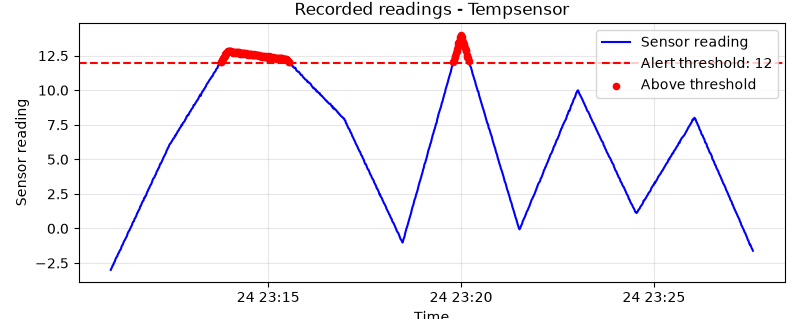 Recorded readings - Tempsensor
Sensor reading
Alert threshold: 12
Above threshold
Sensor reading
12.5
10.0
7.5
5.0
2.5
0.0
−2.5
24 23:15
24 23:20
24 23:25
Time